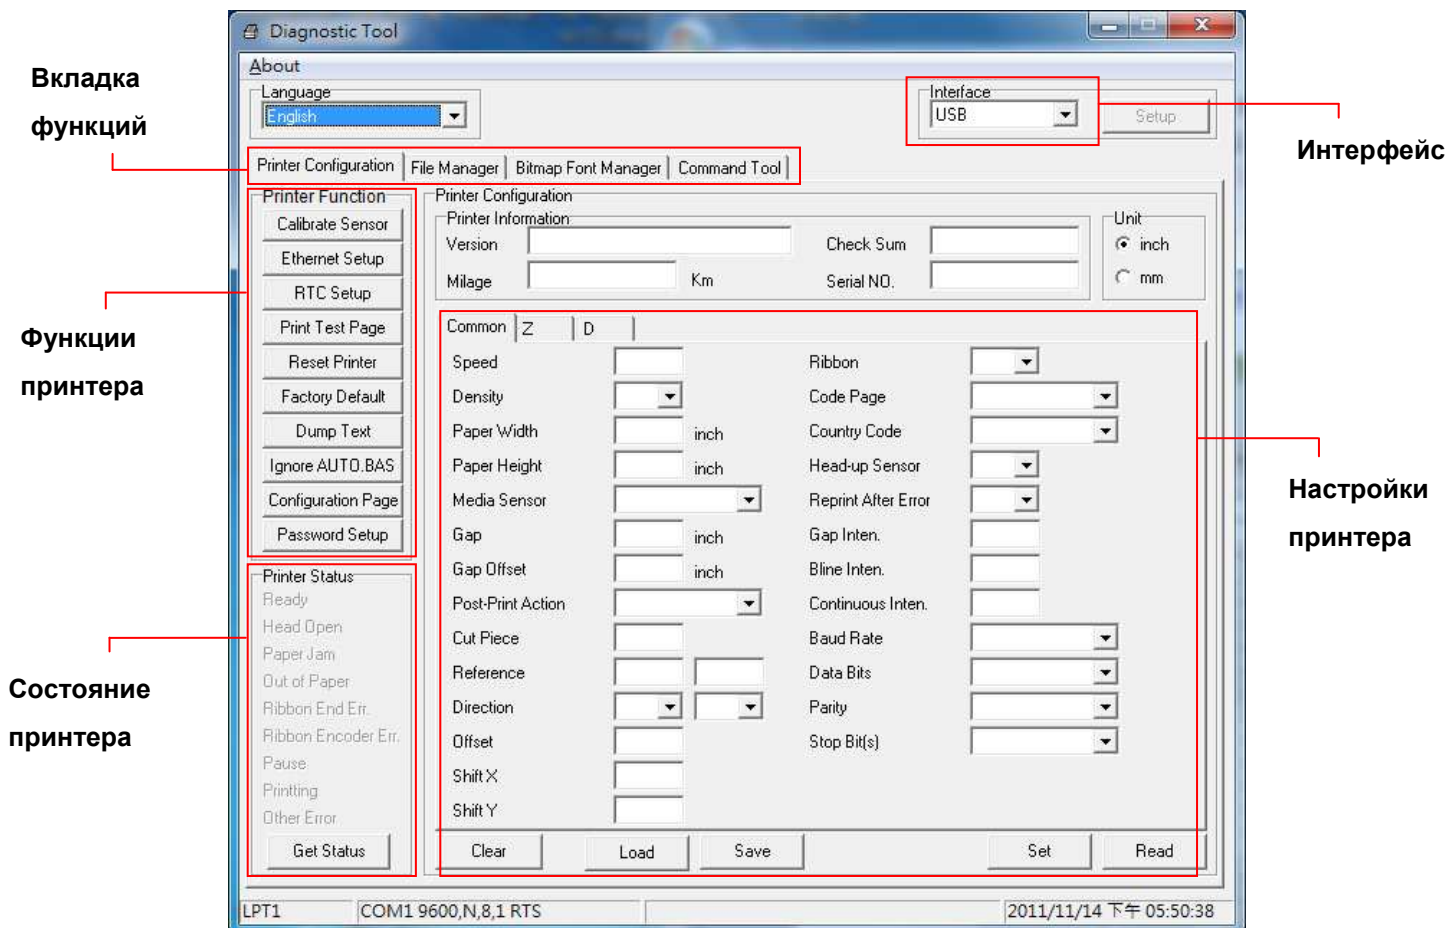 Diagnostic Tool
About
Вкладка
функций
Language
English
Interface
USB
Setup
Интерфейс
Printer Configuration
File Manager
Bitmap Font Manager
Command Tool
Printer Function
Calibrate Sensor
Ethernet Setup
RTC Setup
Print Test Page
Reset Printer
Factory Default
Dump Text
Ignore AUTO.BAS
Configuration Page
Password Setup
Функции
принтера
Printer Configuration
Printer Information
Version
Check Sum
Milage
Km
Serial NO.
Unit
inch
mm
Common
Z
D
Speed
Ribbon
Density
Code Page
Paper Width
inch
Country Code
Paper Height
inch
Head-up Sensor
Media Sensor
Reprint After Error
Gap
inch
Gap Inten.
Gap Offset
inch
Bline Inten.
Post-Print Action
Continuous Inten.
Cut Piece
Baud Rate
Reference
Data Bits
Direction
Parity
Offset
Stop Bit(s)
Shift X
Shift Y
Настройки
принтера
Printer Status
Ready
Head Open
Paper Jam
Out of Paper
Ribbon End Err.
Ribbon Encoder Err.
Pause
Printting
Other Error
Get Status
Состояние
принтера
Clear
Load
Save
Set
Read
LPT1
COM1 9600,N,8,1 RTS
2011/11/14 下午 05:50:38